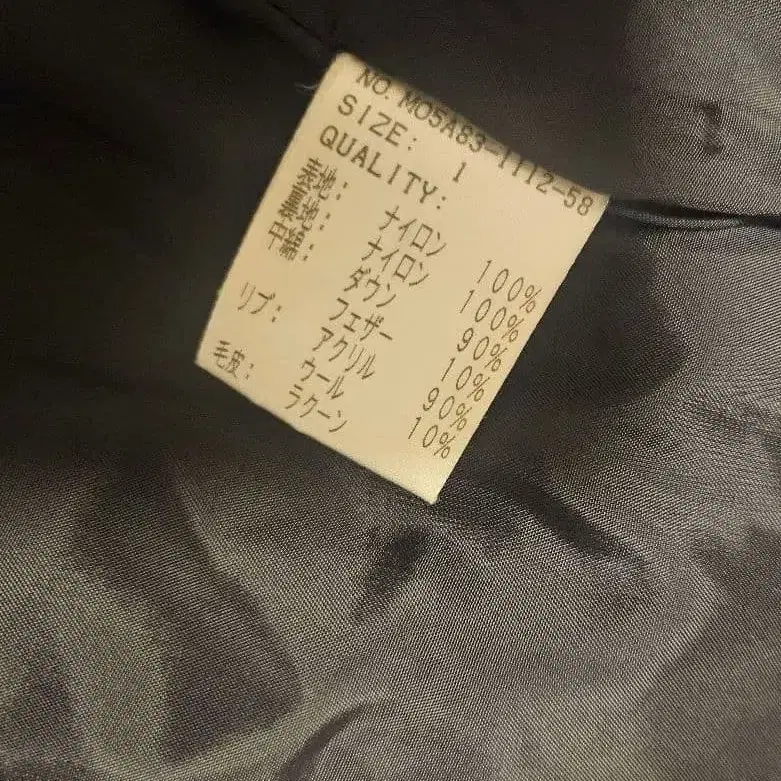 NO. M05A83-1112-58
SIZE: 1
QUALITY:
表地: ナイロン 100%
裏地: ナイロン 100%
中綿: ダウン 90%
フェザー 10%
リブ: アクリル 90%
ウール 10%
毛皮: ラクーン